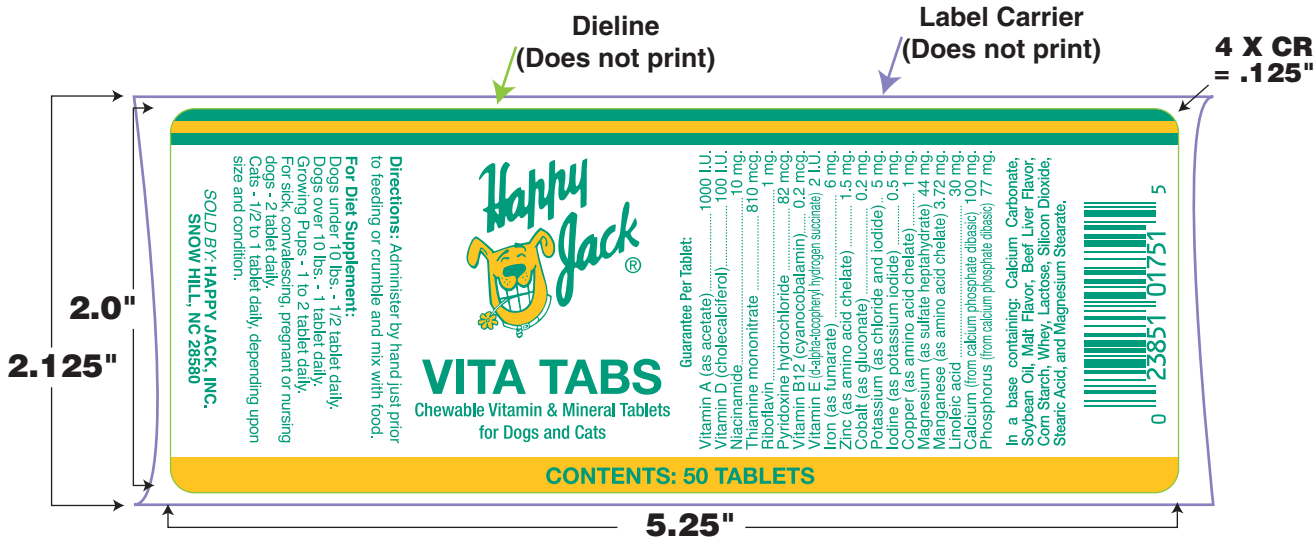 Dieline
(Does not print)
Label Carrier
(Does not print)
4 X CR
= .125"
2.0"
2.125"
5.25"
Directions: Administer by hand just prior
to feeding or crumble and mix with food.
For Diet Supplement:
Dogs under 10 lbs. - 1/2 tablet daily.
Dogs over 10 lbs. - 1 tablet daily.
Growing Pups - 1 to 2 tablet daily.
For sick, convalescing, pregnant or nursing
dogs - 2 tablet daily.
Cats - 1/2 to 1 tablet daily, depending upon
size and condition.
SOLD BY: HAPPY JACK, INC.
SNOW HILL, NC 28580
Happy
Jack
®
VITA TABS
Chewable Vitamin & Mineral Tablets
for Dogs and Cats
CONTENTS: 50 TABLETS
Guarantee Per Tablet:
Vitamin A (as acetate) 1000 I.U.
Vitamin D (cholecalciferol) 100 I.U.
Niacinamide 10 mg.
Thiamine mononitrate 810 mcg.
Riboflavin 1 mg.
Pyridoxine hydrochloride 82 mcg.
Vitamin B12 (cyanocobalamin) 0.2 mcg.
Vitamin E (d-alpha-tocopheryl hydrogen succinate) 2 I.U.
Iron (as fumarate) 6 mg.
Zinc (as amino acid chelate) 1.5 mg.
Cobalt (as gluconate) 0.2 mg.
Potassium (as chloride and iodide) 5 mg.
Iodine (as potassium iodide) 0.5 mg.
Copper (as amino acid chelate) 1 mg.
Magnesium (as sulfate heptahydrate) 44 mg.
Manganese (as amino acid chelate) 3.72 mg.
Linoleic acid 30 mg.
Calcium (from calcium phosphate dibasic) 100 mg.
Phosphorus (from calcium phosphate dibasic) 77 mg.
In a base containing: Calcium Carbonate,
Soybean Oil, Malt Flavor, Beef Liver Flavor,
Corn Starch, Whey, Lactose, Silicon Dioxide,
Stearic Acid, and Magnesium Stearate.
0 23851 01751 5